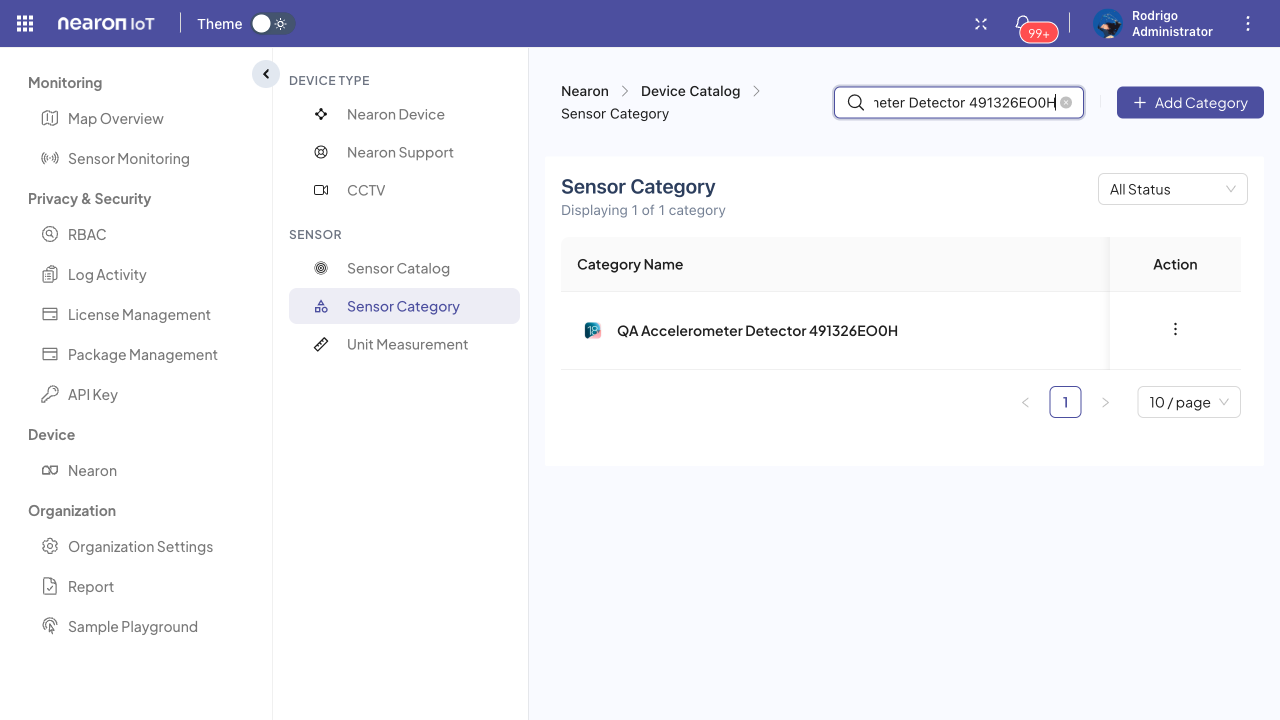 nearon IoT
Theme
99+
Rodrigo
Administrator
Monitoring
Map Overview
Sensor Monitoring
Privacy & Security
RBAC
Log Activity
License Management
Package Management
API Key
Device
Nearon
Organization
Organization Settings
Report
Sample Playground
DEVICE TYPE
Nearon Device
Nearon Support
CCTV
SENSOR
Sensor Catalog
Sensor Category
Unit Measurement
Nearon > Device Catalog >
Sensor Category
neter Detector 491326EO0H
+ Add Category
Sensor Category
Displaying 1 of 1 category
All Status
Category Name
Action
18
QA Accelerometer Detector 491326EO0H
< 1 >
10 / page